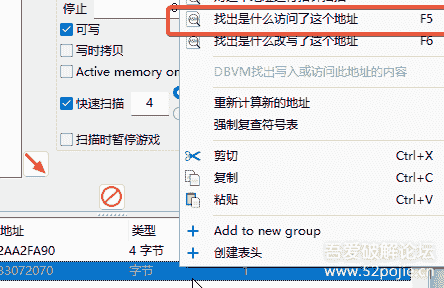 停止
可写
找出是什么访问了这个地址 F5
写时拷贝
找出是什么改写了这个地址 F6
Active memory on
DBVM找出写入或访问此地址的内容
快速扫描 4
重新计算新的地址
强制复查符号表
扫描时暂停游戏
剪切 Ctrl+X
复制 Ctrl+C
粘贴 Ctrl+V
Add to new group
创建表头
地址 类型
2AA2FA90 4 字节
33072070 字节 1
吾爱破解论坛
www.52pojie.cn